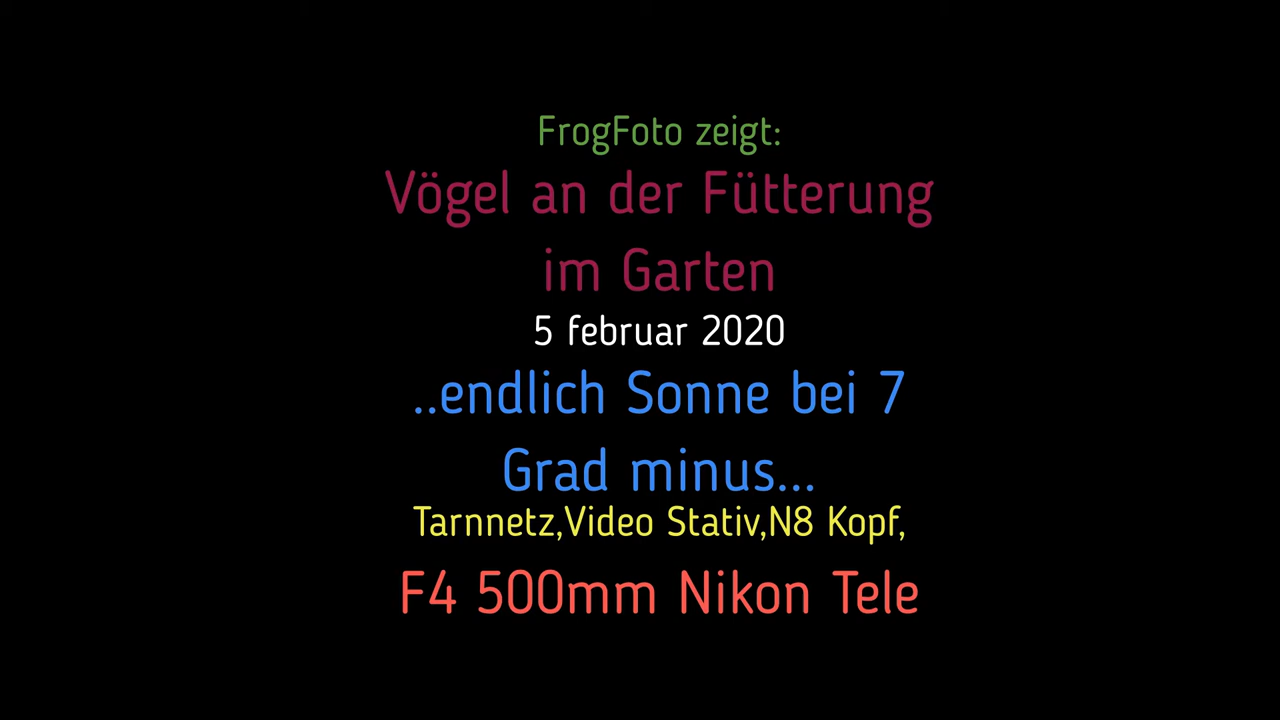 FrogFoto zeigt:
Vögel an der Fütterung
im Garten
5 februar 2020
..endlich Sonne bei 7
Grad minus...
Tarnnetz,Video Stativ,N8 Kopf,
F4 500mm Nikon Tele